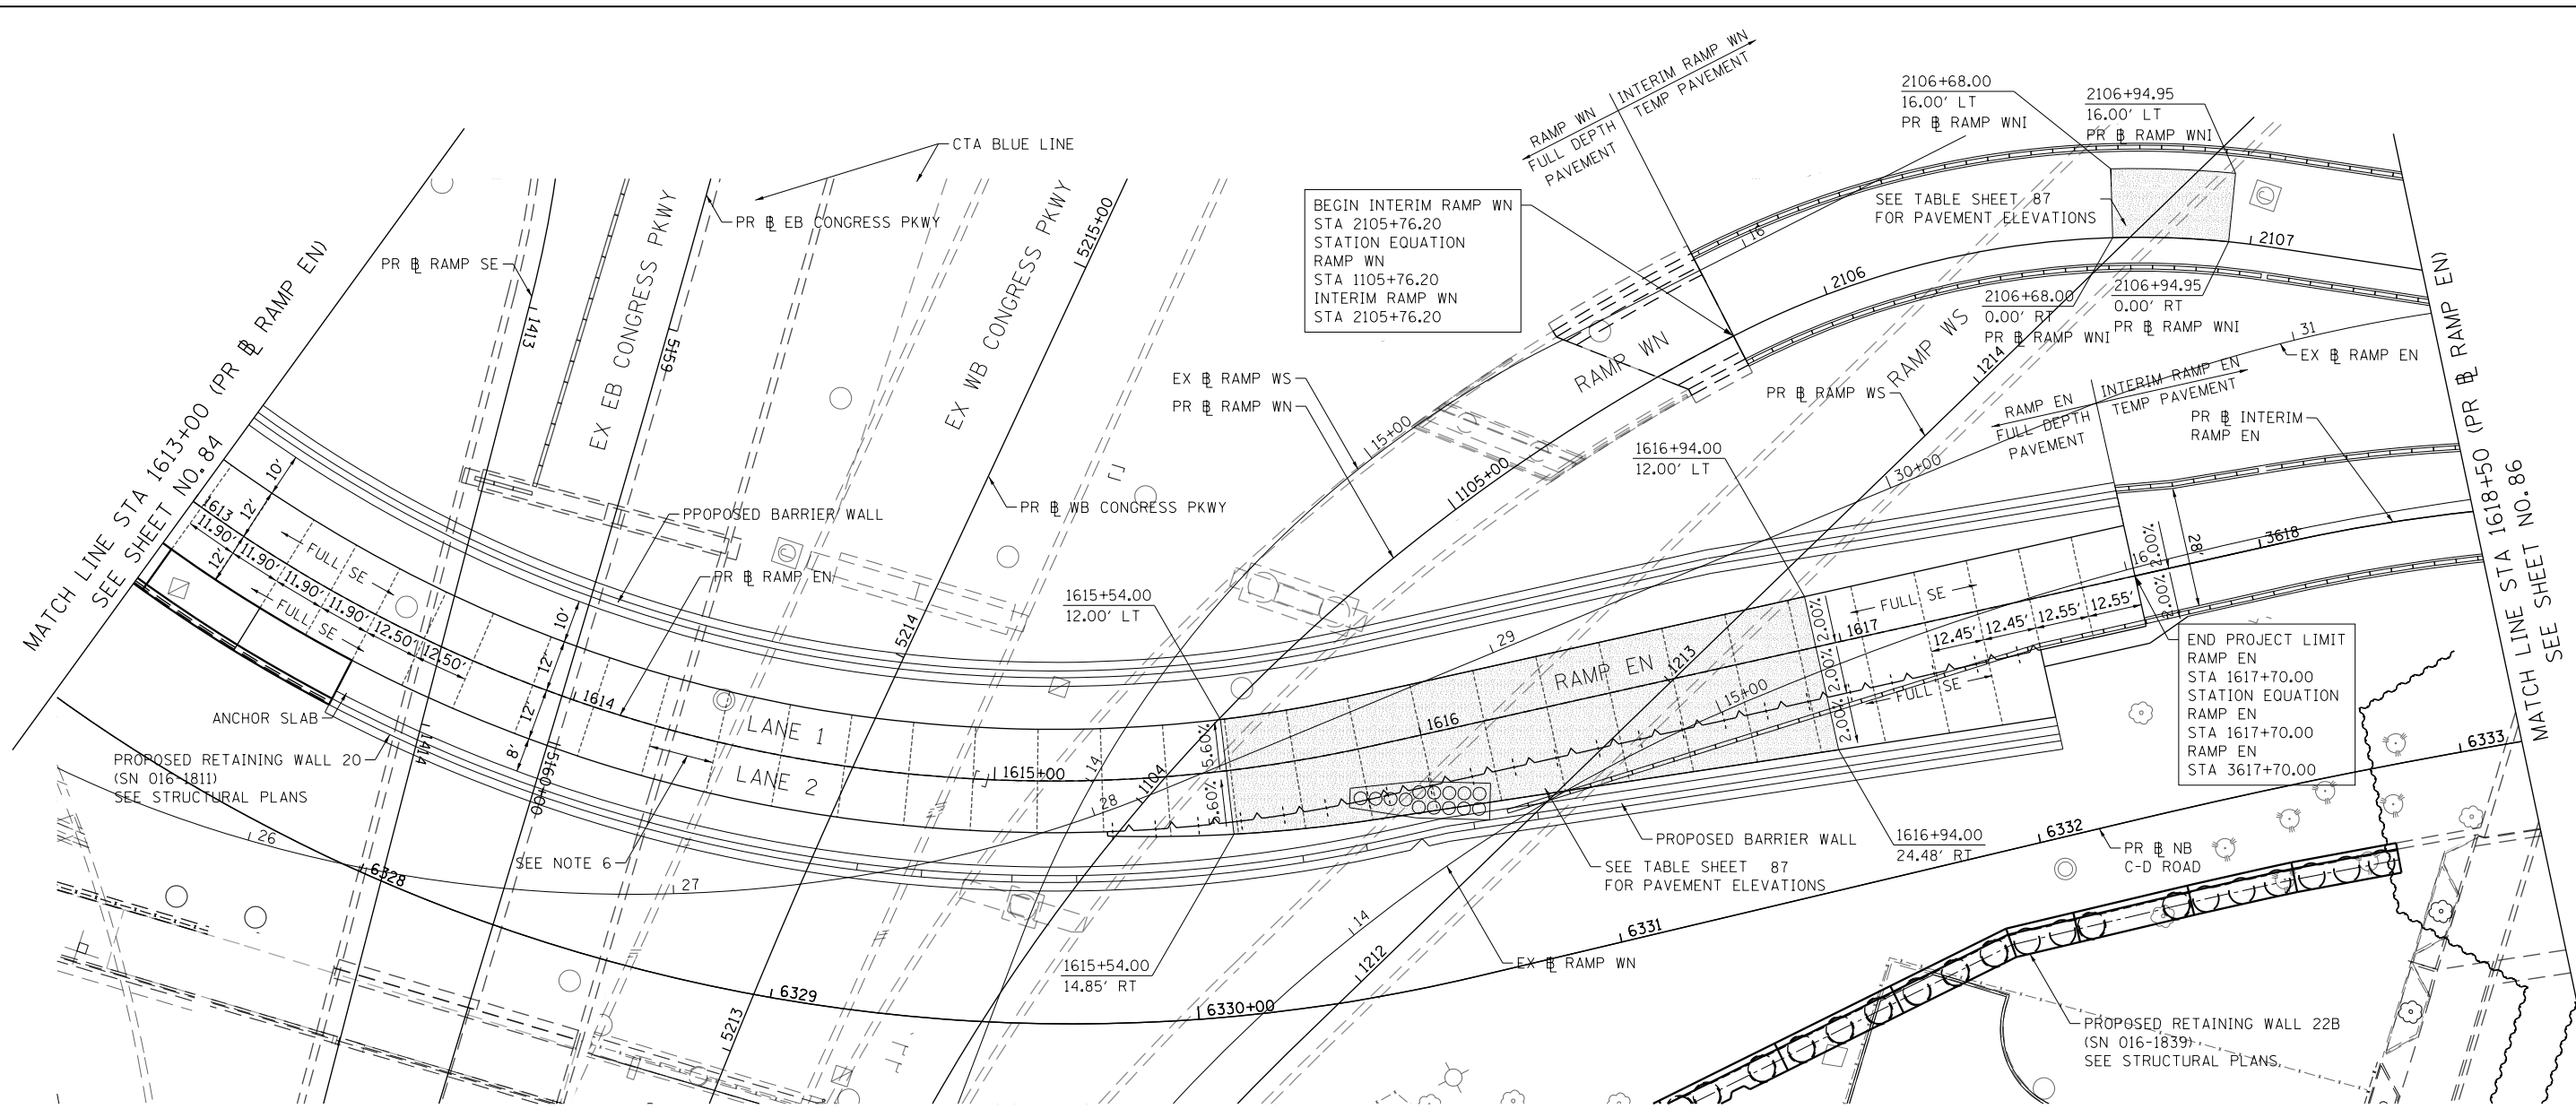 MATCH LINE STA 1613+00 (PR ℄ RAMP EN)
SEE SHEET NO. 84
PR ℄ RAMP SE
1413
EX EB CONGRESS PKWY
5159
PR ℄ EB CONGRESS PKWY
CTA BLUE LINE
EX WB CONGRESS PKWY
5215+00
PR ℄ WB CONGRESS PKWY
PPOPOSED BARRIER WALL
PR ℄ RAMP EN
1613
10'
12'
12'
11.90'
11.90'
11.90'
11.90'
12.50'
12.50'
FULL SE
FULL SE
10'
12'
12'
8'
ANCHOR SLAB
PROPOSED RETAINING WALL 20
(SN 016-1811)
SEE STRUCTURAL PLANS
1414
5160+00
1614
5214
LANE 1
LANE 2
SEE NOTE 6
1615+00
26
27
28
29
30+00
31
6328
6329
6330+00
6331
6332
6333
5213
14
1104
1615+54.00
12.00' LT
1615+54.00
14.85' RT
5.60%
5.60%
EX ℄ RAMP WS
PR ℄ RAMP WN
15+00
1105+00
16
BEGIN INTERIM RAMP WN
STA 2105+76.20
STATION EQUATION
RAMP WN
STA 1105+76.20
INTERIM RAMP WN
STA 2105+76.20
RAMP WN
FULL DEPTH
PAVEMENT
INTERIM RAMP WN
TEMP PAVEMENT
RAMP WN
2106
2106+68.00
16.00' LT
PR ℄ RAMP WNI
2106+94.95
16.00' LT
PR ℄ RAMP WNI
SEE TABLE SHEET 87
FOR PAVEMENT ELEVATIONS
2107
2106+68.00
0.00' RT
PR ℄ RAMP WNI
2106+94.95
0.00' RT
PR ℄ RAMP WNI
RAMP WS
1214
PR ℄ RAMP WS
EX ℄ RAMP EN
RAMP EN
FULL DEPTH
PAVEMENT
INTERIM RAMP EN
TEMP PAVEMENT
PR ℄ INTERIM
RAMP EN
1616+94.00
12.00' LT
RAMP EN
1616
1213
15+00
2.00%
2.00%
2.00%
1617
FULL SE
FULL SE
12.45'
12.45'
12.55'
12.55'
16
2.00%
2.00%
28'
3618
END PROJECT LIMIT
RAMP EN
STA 1617+70.00
STATION EQUATION
RAMP EN
STA 1617+70.00
RAMP EN
STA 3617+70.00
PROPOSED BARRIER WALL
SEE TABLE SHEET 87
FOR PAVEMENT ELEVATIONS
1616+94.00
24.48' RT
14
1212
EX ℄ RAMP WN
PR ℄ NB
C-D ROAD
PROPOSED RETAINING WALL 22B
(SN 016-1839)
SEE STRUCTURAL PLANS
MATCH LINE STA 1618+50 (PR ℄ RAMP EN)
SEE SHEET NO. 86